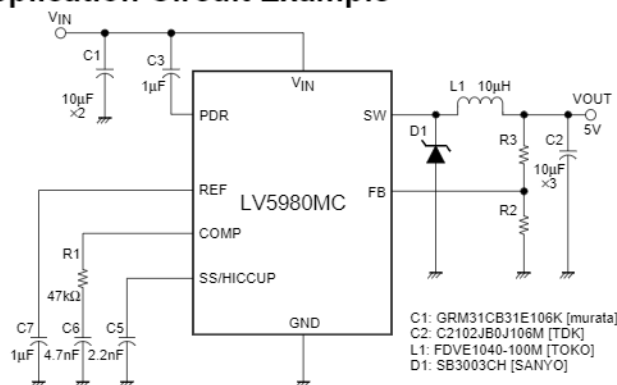 Application Circuit Example
VIN
C1
10μF
×2
C3
1μF
VIN
PDR
SW
L1 10μH
VOUT
5V
D1
R3
C2
10μF
×3
REF
LV5980MC
FB
R2
COMP
R1
47kΩ
SS/HICCUP
C7
1μF
C6
4.7nF
C5
2.2nF
GND
C1: GRM31CB31E106K [murata]
C2: C2102JB0J106M [TDK]
L1: FDVE1040-100M [TOKO]
D1: SB3003CH [SANYO]